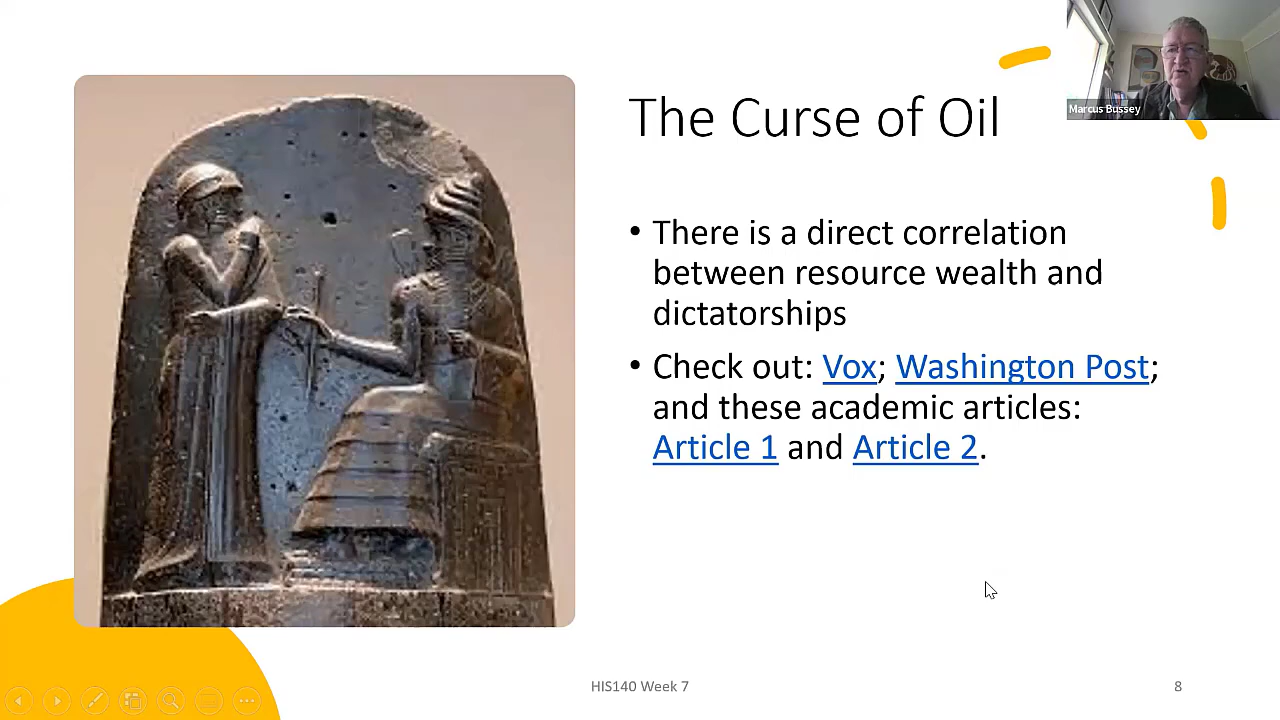 Marcus Bussey
The Curse of Oil
• There is a direct correlation
between resource wealth and
dictatorships
• Check out: Vox; Washington Post;
and these academic articles:
Article 1 and Article 2.
HIS140 Week 7
8